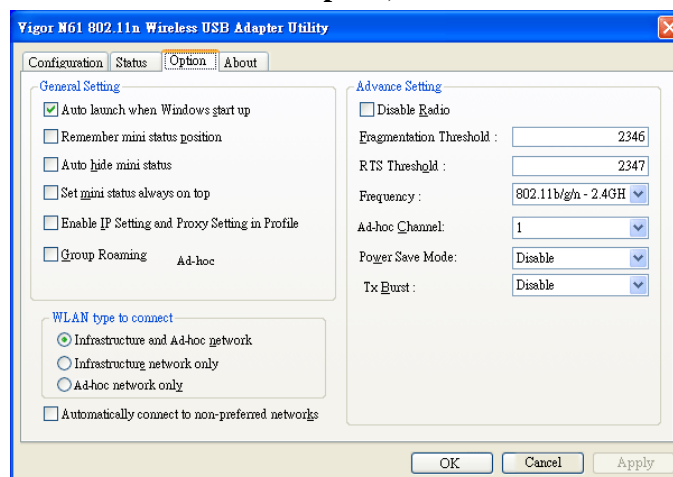 Vigor N61 802.11n Wireless USB Adapter Utility
Configuration Status Option About
General Setting
Auto launch when Windows start up
Remember mini status position
Auto hide mini status
Set mini status always on top
Enable IP Setting and Proxy Setting in Profile
Group Roaming Ad-hoc
WLAN type to connect
Infrastructure and Ad-hoc network
Infrastructure network only
Ad-hoc network only
Automatically connect to non-preferred networks
Advance Setting
Disable Radio
Fragmentation Threshold : 2346
RTS Threshold : 2347
Frequency : 802.11b/g/n - 2.4GH
Ad-hoc Channel: 1
Power Save Mode: Disable
Tx Burst : Disable
OK Cancel Apply